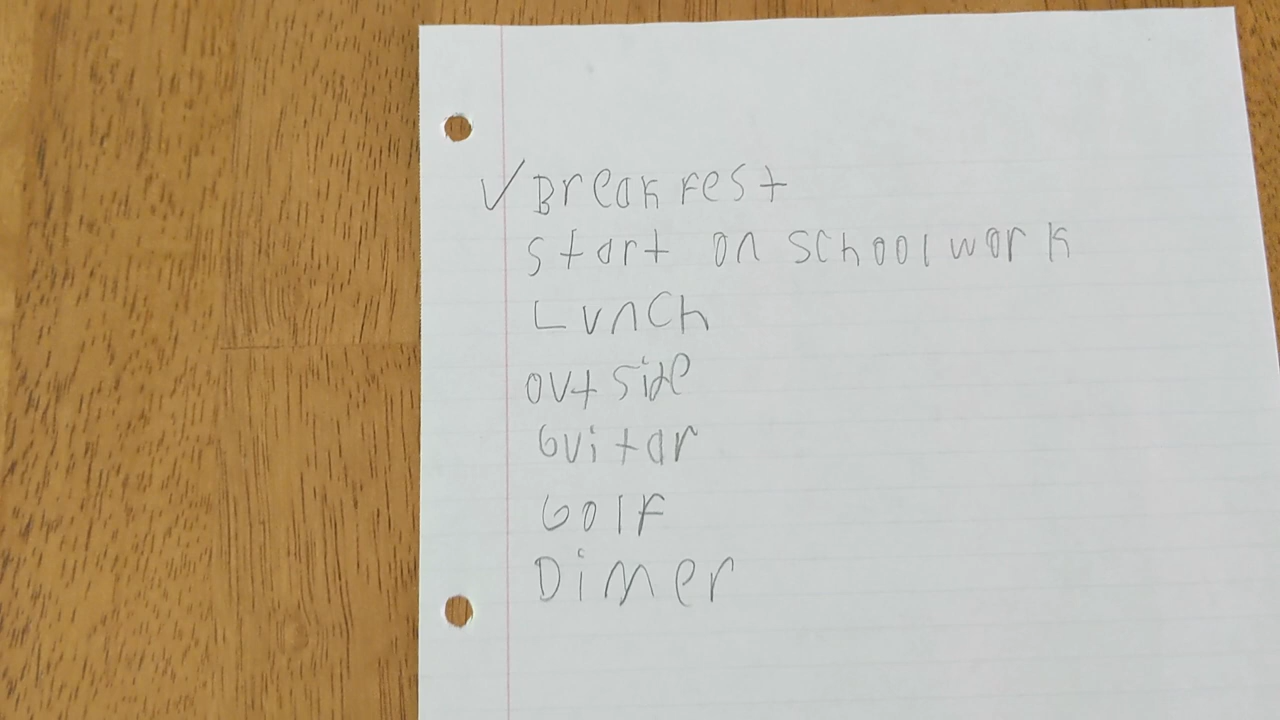 ✓ Breakfest
start on schoolwork
Lunch
outside
Guitar
Golf
Dinner